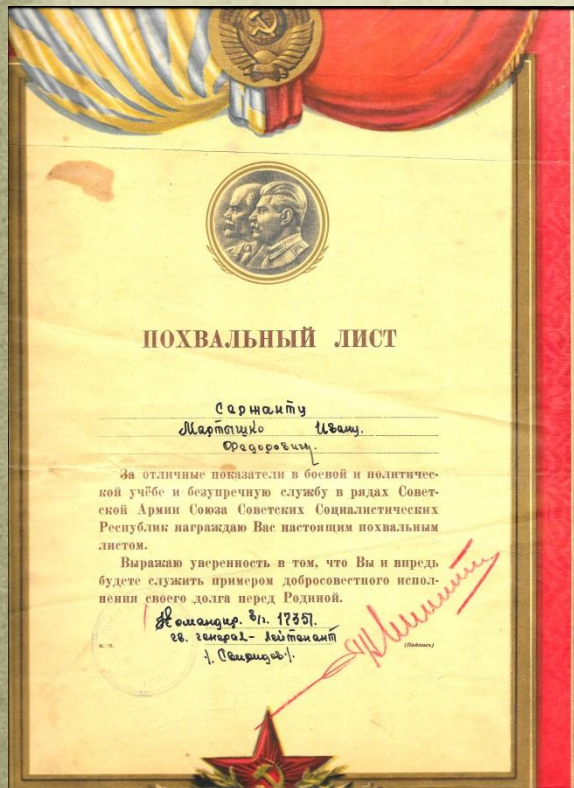 ПОХВАЛЬНЫЙ ЛИСТ
Сержанту
Мартышко Ивану.
Федоровичу.
За отличные показатели в боевой и политичес-
кой учёбе и безупречную службу в рядах Совет-
ской Армии Союза Советских Социалистических
Республик награждаю Вас настоящим похвальным
листом.
Выражаю уверенность в том, что Вы и впредь
будете служить примером добросовестного испол-
нения своего долга перед Родиной.
Командир. в/ч. 17351.
гв. генерал-лейтенант
м. п.
(Подпись)